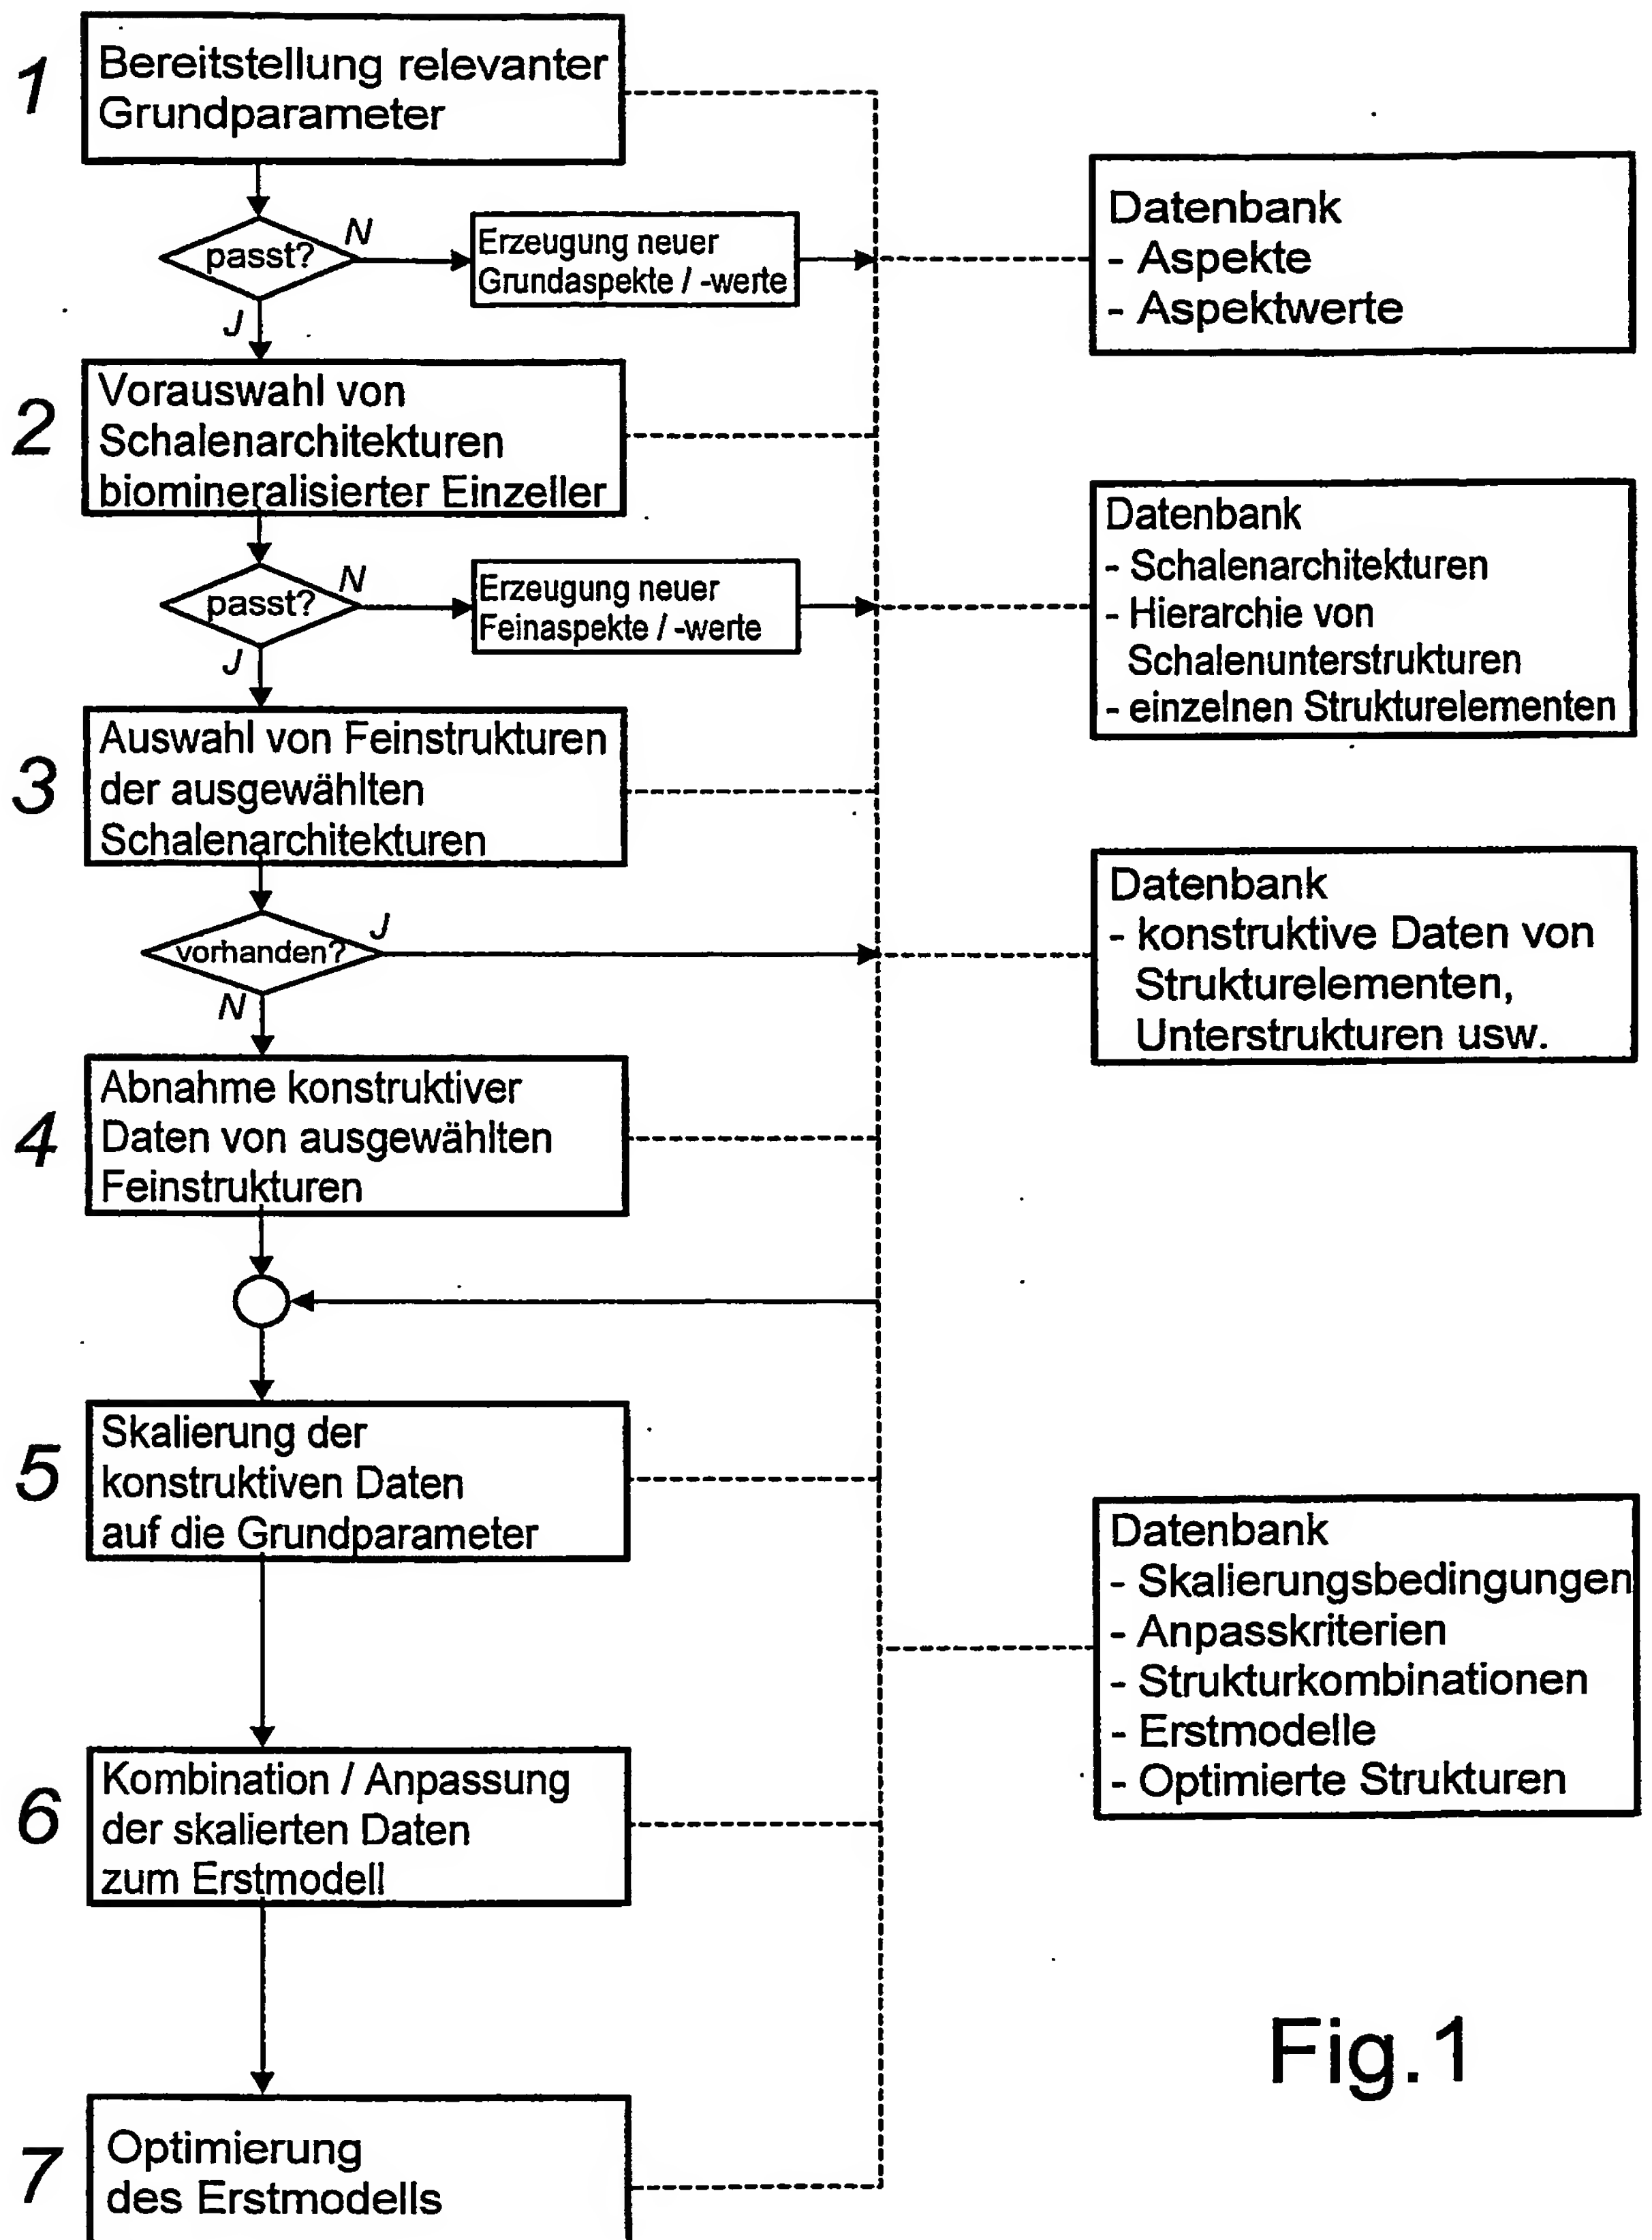 1
Bereitstellung relevanter
Grundparameter
passt?
N
Erzeugung neuer
Grundaspekte / -werte
J
Datenbank
- Aspekte
- Aspektwerte
2
Vorauswahl von
Schalenarchitekturen
biomineralisierter Einzeller
passt?
N
Erzeugung neuer
Feinaspekte / -werte
J
Datenbank
- Schalenarchitekturen
- Hierarchie von
Schalenunterstrukturen
- einzelnen Strukturelementen
3
Auswahl von Feinstrukturen
der ausgewählten
Schalenarchitekturen
vorhanden?
J
N
Datenbank
- konstruktive Daten von
Strukturelementen,
Unterstrukturen usw.
4
Abnahme konstruktiver
Daten von ausgewählten
Feinstrukturen
5
Skalierung der
konstruktiven Daten
auf die Grundparameter
Datenbank
- Skalierungsbedingungen
- Anpasskriterien
- Strukturkombinationen
- Erstmodelle
- Optimierte Strukturen
6
Kombination / Anpassung
der skalierten Daten
zum Erstmodell
7
Optimierung
des Erstmodells
Fig.1